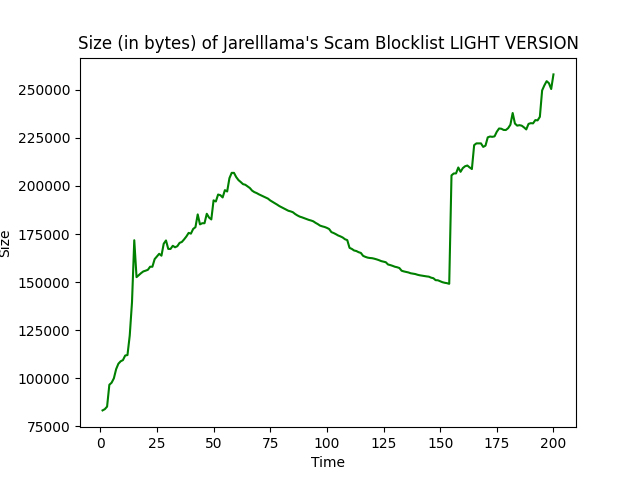 Size (in bytes) of Jarelllama's Scam Blocklist LIGHT VERSION
250000
225000
200000
175000
150000
125000
100000
75000
Size
0 25 50 75 100 125 150 175 200
Time